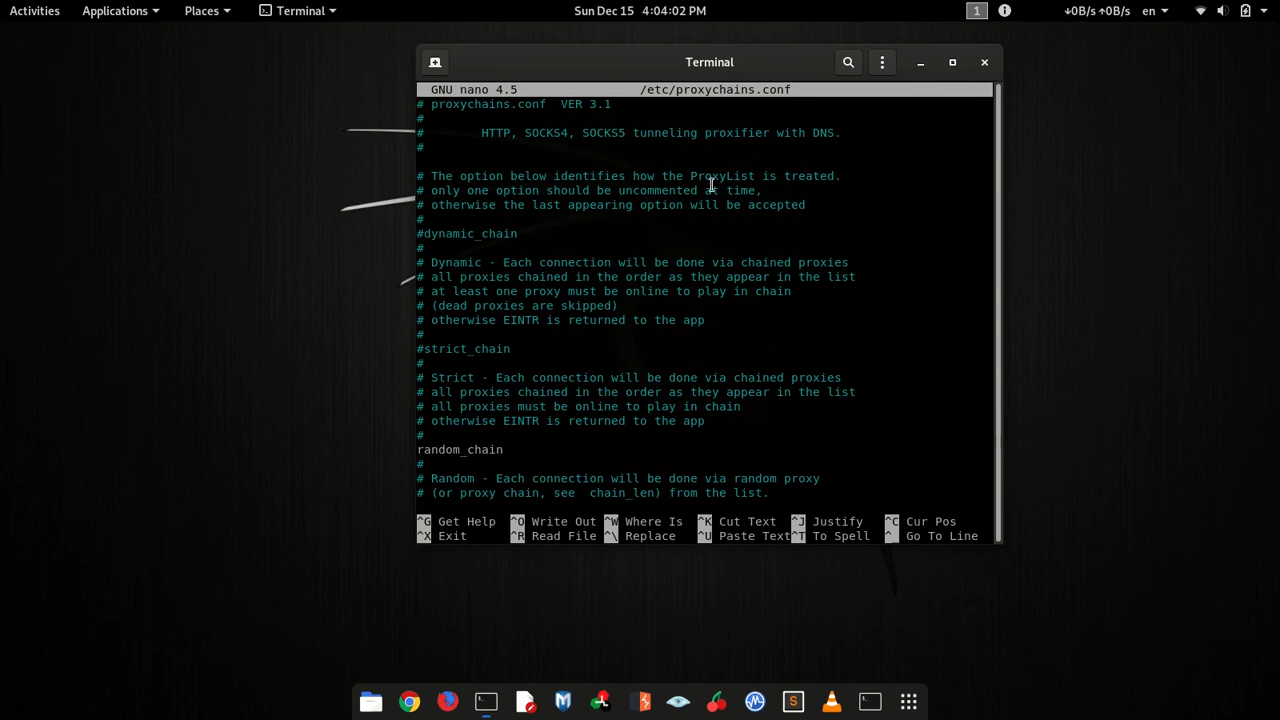 Activities Applications Places Terminal Sun Dec 15 4:04:02 PM 1 ↓0B/s ↑0B/s en
Terminal
GNU nano 4.5 /etc/proxychains.conf
# proxychains.conf VER 3.1
#
# HTTP, SOCKS4, SOCKS5 tunneling proxifier with DNS.
#
# The option below identifies how the ProxyList is treated.
# only one option should be uncommented at time,
# otherwise the last appearing option will be accepted
#
#dynamic_chain
#
# Dynamic - Each connection will be done via chained proxies
# all proxies chained in the order as they appear in the list
# at least one proxy must be online to play in chain
# (dead proxies are skipped)
# otherwise EINTR is returned to the app
#
#strict_chain
#
# Strict - Each connection will be done via chained proxies
# all proxies chained in the order as they appear in the list
# all proxies must be online to play in chain
# otherwise EINTR is returned to the app
#
random_chain
#
# Random - Each connection will be done via random proxy
# (or proxy chain, see chain_len) from the list.
^G Get Help ^O Write Out ^W Where Is ^K Cut Text ^J Justify ^C Cur Pos
^X Exit ^R Read File ^\ Replace ^U Paste Text ^T To Spell ^_ Go To Line